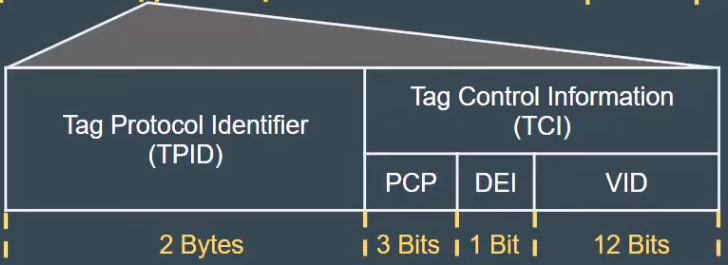 Tag Protocol Identifier
(TPID)
Tag Control Information
(TCI)
PCP
DEI
VID
2 Bytes
3 Bits
1 Bit
12 Bits